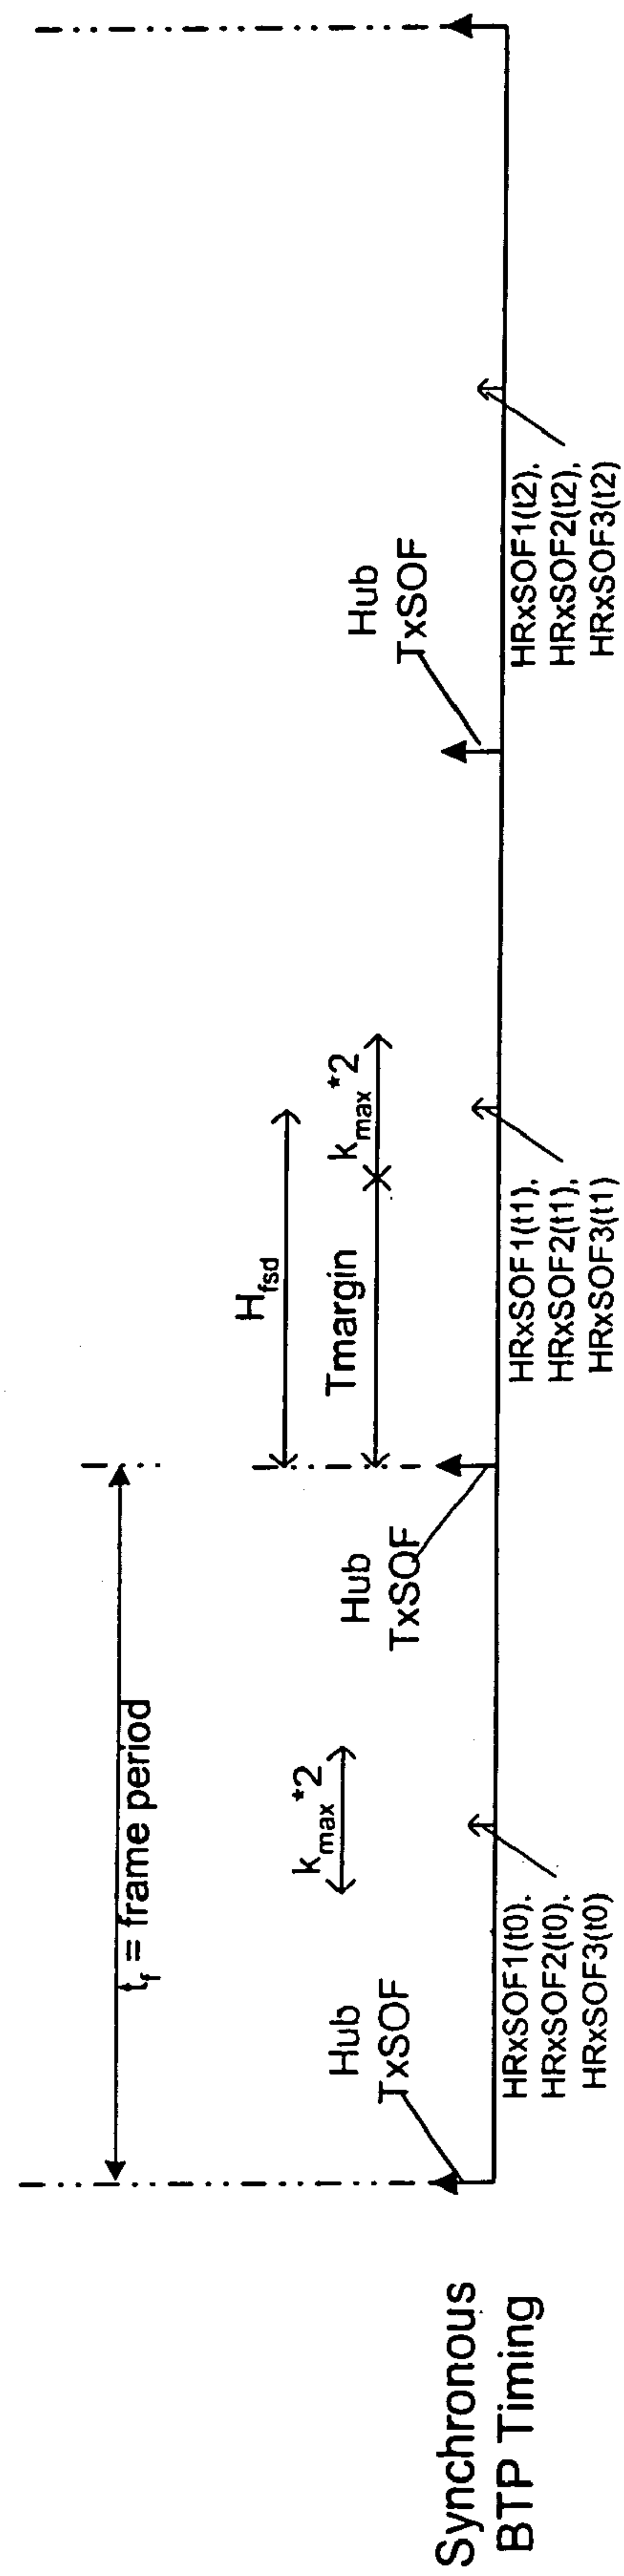 t_f = frame period
H_fsd
k_max*2
Tmargin
k_max*2
Hub
TxSOF
Hub
TxSOF
Hub
TxSOF
Synchronous
BTP Timing
HRxSOF1(t0),
HRxSOF2(t0),
HRxSOF3(t0)
HRxSOF1(t1),
HRxSOF2(t1),
HRxSOF3(t1)
HRxSOF1(t2),
HRxSOF2(t2),
HRxSOF3(t2)